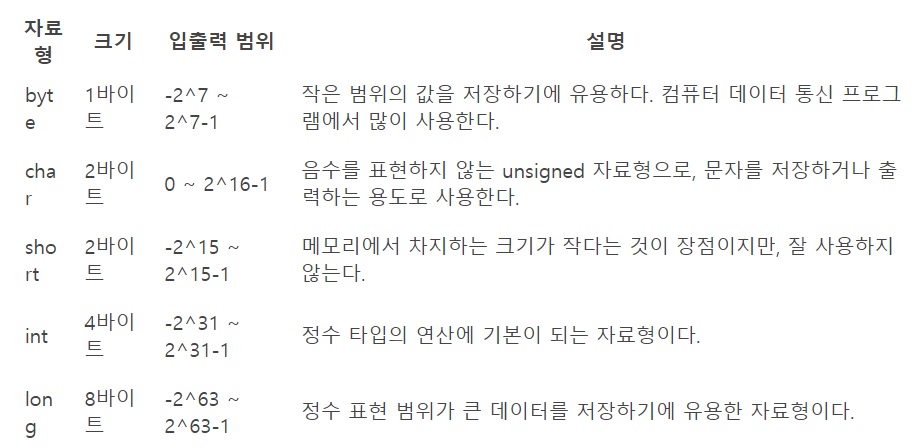 자료형 크기 입출력 범위 설명
byte 1바이트 -2^7 ~ 2^7-1 작은 범위의 값을 저장하기에 유용하다. 컴퓨터 데이터 통신 프로그램에서 많이 사용한다.
char 2바이트 0 ~ 2^16-1 음수를 표현하지 않는 unsigned 자료형으로, 문자를 저장하거나 출력하는 용도로 사용한다.
short 2바이트 -2^15 ~ 2^15-1 메모리에서 차지하는 크기가 작다는 것이 장점이지만, 잘 사용하지 않는다.
int 4바이트 -2^31 ~ 2^31-1 정수 타입의 연산에 기본이 되는 자료형이다.
long 8바이트 -2^63 ~ 2^63-1 정수 표현 범위가 큰 데이터를 저장하기에 유용한 자료형이다.